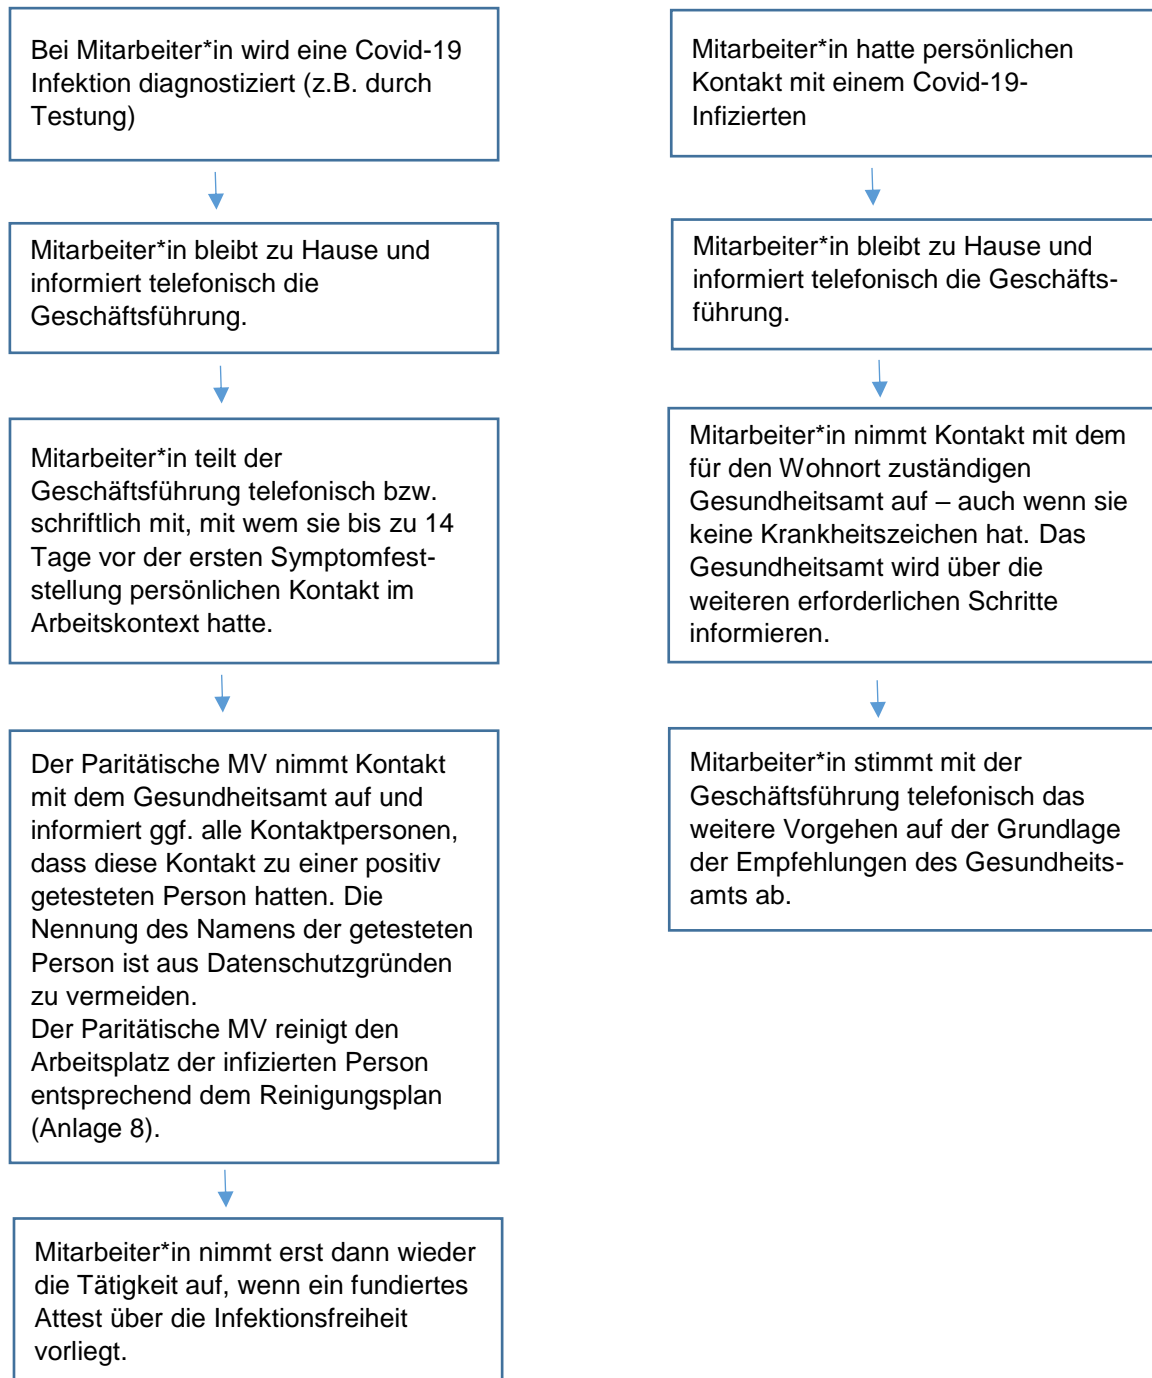 Bei Mitarbeiter*in wird eine Covid-19
Infektion diagnostiziert (z.B. durch
Testung)
Mitarbeiter*in bleibt zu Hause und
informiert telefonisch die
Geschäftsführung.
Mitarbeiter*in teilt der
Geschäftsführung telefonisch bzw.
schriftlich mit, mit wem sie bis zu 14
Tage vor der ersten Symptomfest-
stellung persönlichen Kontakt im
Arbeitskontext hatte.
Der Paritätische MV nimmt Kontakt
mit dem Gesundheitsamt auf und
informiert ggf. alle Kontaktpersonen,
dass diese Kontakt zu einer positiv
getesteten Person hatten. Die
Nennung des Namens der getesteten
Person ist aus Datenschutzgründen
zu vermeiden.
Der Paritätische MV reinigt den
Arbeitsplatz der infizierten Person
entsprechend dem Reinigungsplan
(Anlage 8).
Mitarbeiter*in nimmt erst dann wieder
die Tätigkeit auf, wenn ein fundiertes
Attest über die Infektionsfreiheit
vorliegt.
Mitarbeiter*in hatte persönlichen
Kontakt mit einem Covid-19-
Infizierten
Mitarbeiter*in bleibt zu Hause und
informiert telefonisch die Geschäfts-
führung.
Mitarbeiter*in nimmt Kontakt mit dem
für den Wohnort zuständigen
Gesundheitsamt auf – auch wenn sie
keine Krankheitszeichen hat. Das
Gesundheitsamt wird über die
weiteren erforderlichen Schritte
informieren.
Mitarbeiter*in stimmt mit der
Geschäftsführung telefonisch das
weitere Vorgehen auf der Grundlage
der Empfehlungen des Gesundheits-
amts ab.